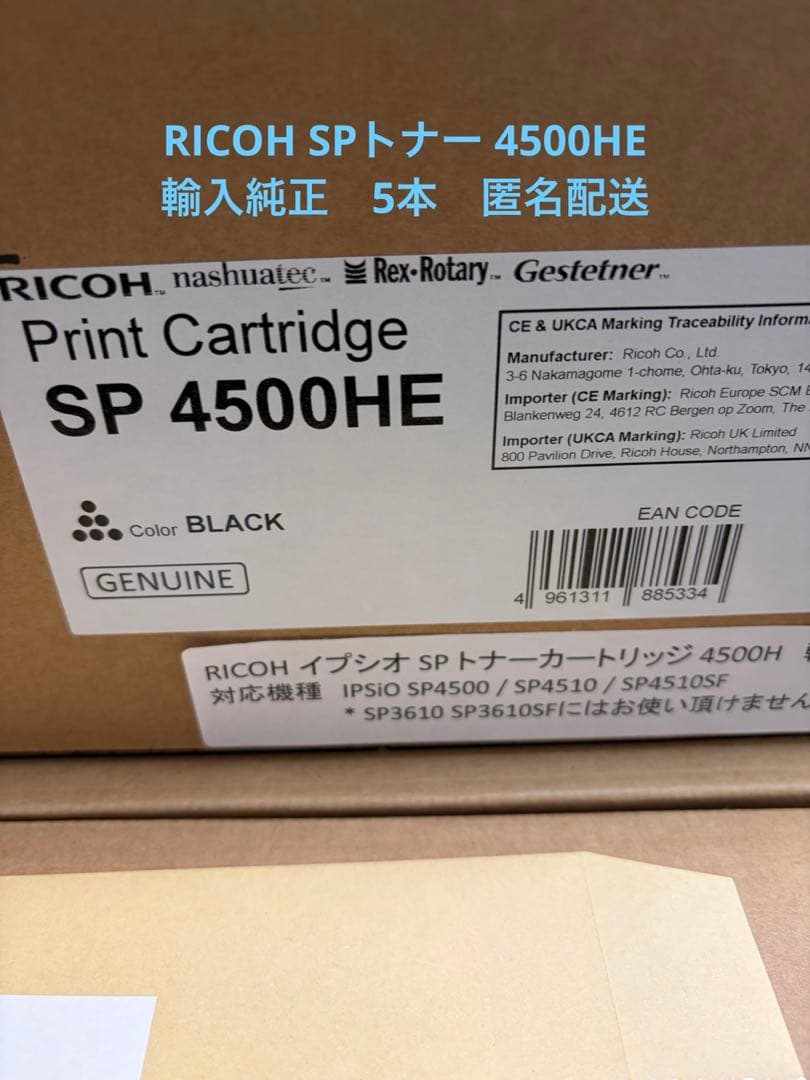 RICOH SPトナー 4500HE
輸入純正　5本　匿名配送
RICOH™ nashuatec™ Rex•Rotary™ Gestetner™
Print Cartridge
SP 4500HE
Color BLACK
GENUINE
CE & UKCA Marking Traceability
Manufacturer: Ricoh Co., Ltd.
3-6 Nakamagome 1-chome, Ohta-ku, Tokyo, 14
Importer (CE Marking): Ricoh Europe SCM
Blankenweg 24, 4612 RC Bergen op Zoom, The
Importer (UKCA Marking): Ricoh UK Limited
800 Pavilion Drive, Ricoh House, Northampton, NN
EAN CODE
4 961311 885334
RICOH イプシオ SP トナーカートリッジ 4500H
対応機種 IPSiO SP4500 / SP4510 / SP4510SF
* SP3610 SP3610SFにはお使い頂けません